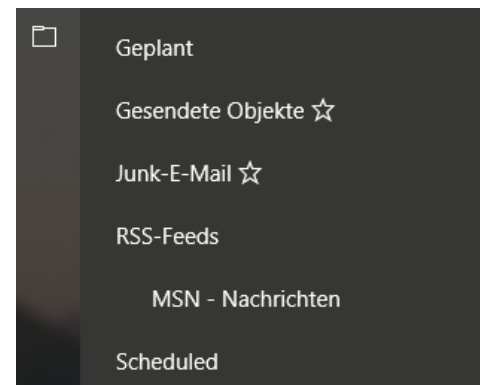 Geplant
Gesendete Objekte ☆
Junk-E-Mail ☆
RSS-Feeds
MSN - Nachrichten
Scheduled